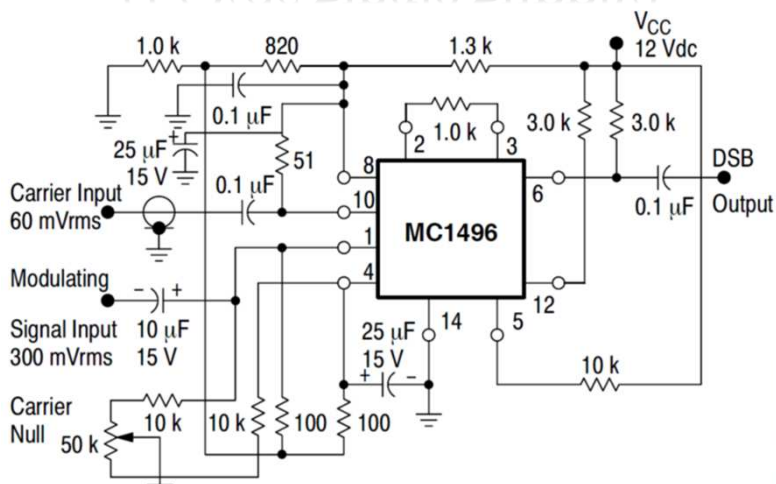 VCC
12 Vdc
1.0 k
820
1.3 k
0.1 µF
1.0 k
3.0 k
3.0 k
2
3
+
25 µF
15 V
51
8
6
DSB
Output
0.1 µF
Carrier Input
60 mVrms
0.1 µF
10
MC1496
1
Modulating
Signal Input
300 mVrms
- +
10 µF
15 V
4
12
25 µF
15 V
+ -
14
5
10 k
Carrier
Null
50 k
10 k
10 k
100
100